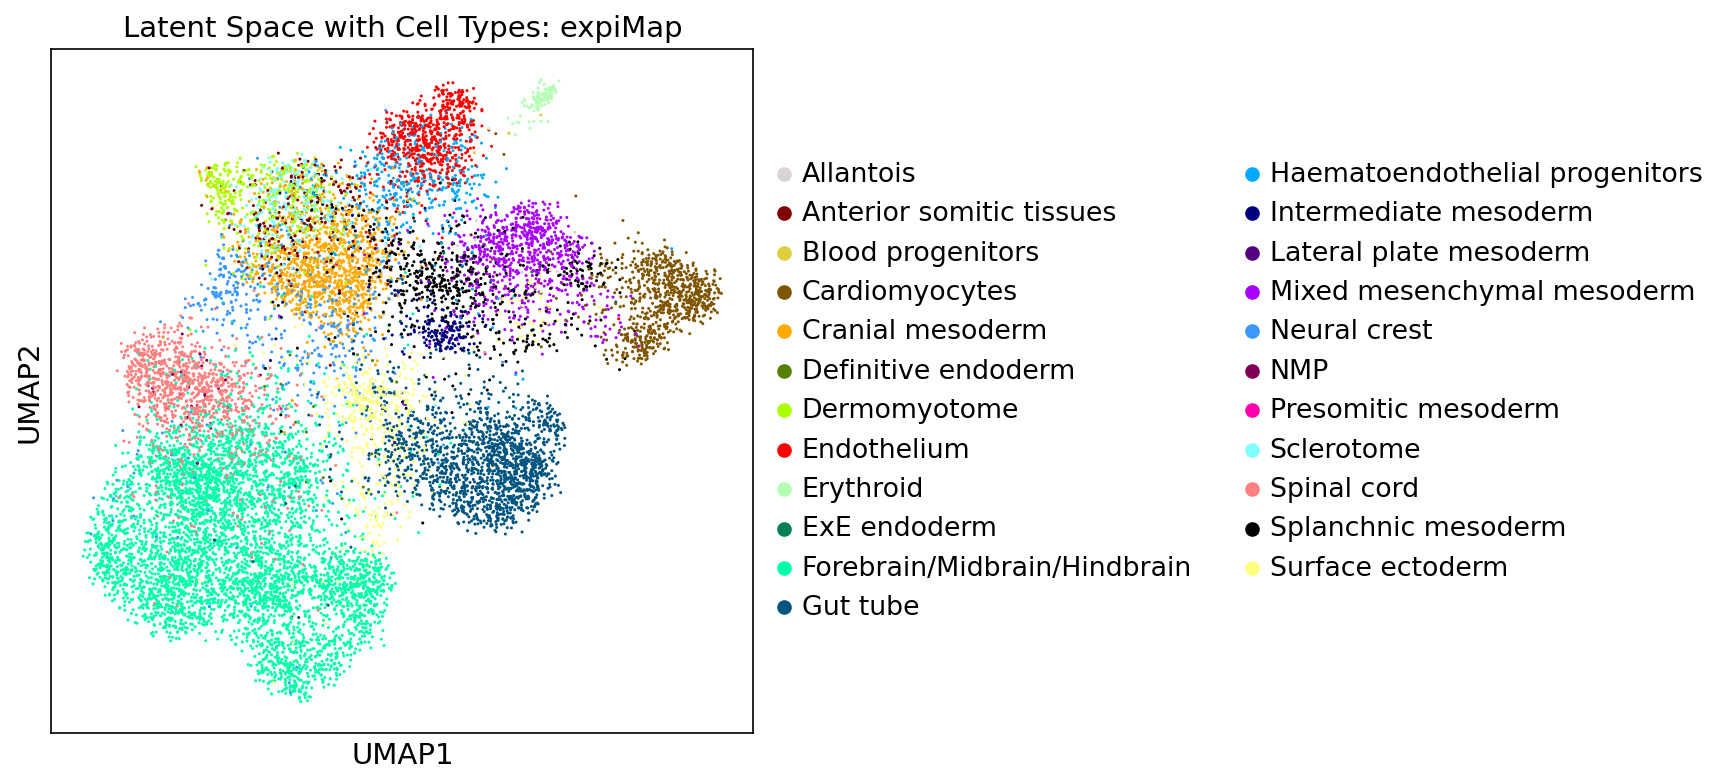 Latent Space with Cell Types: expiMap
UMAP2
UMAP1
Allantois
Anterior somitic tissues
Blood progenitors
Cardiomyocytes
Cranial mesoderm
Definitive endoderm
Dermomyotome
Endothelium
Erythroid
ExE endoderm
Forebrain/Midbrain/Hindbrain
Gut tube
Haematoendothelial progenitors
Intermediate mesoderm
Lateral plate mesoderm
Mixed mesenchymal mesoderm
Neural crest
NMP
Presomitic mesoderm
Sclerotome
Spinal cord
Splanchnic mesoderm
Surface ectoderm